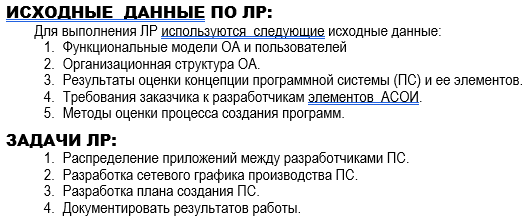 ИСХОДНЫЕ ДАННЫЕ ПО ЛР:
Для выполнения ЛР используются следующие исходные данные:
1. Функциональные модели ОА и пользователей
2. Организационная структура ОА.
3. Результаты оценки концепции программной системы (ПС) и ее элементов.
4. Требования заказчика к разработчикам элементов АСОИ.
5. Методы оценки процесса создания программ.
ЗАДАЧИ ЛР:
1. Распределение приложений между разработчиками ПС.
2. Разработка сетевого графика производства ПС.
3. Разработка плана создания ПС.
4. Документировать результатов работы.